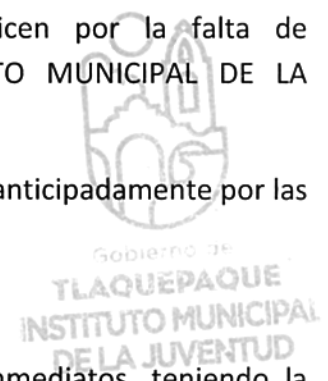 icen por la falta de
TO MUNICIPAL DE LA
anticipadamente por las
Gobierno de
TLAQUEPAQUE
INSTITUTO MUNICIPAL
DE LA JUVENTUD
nmediatos, teniendo la